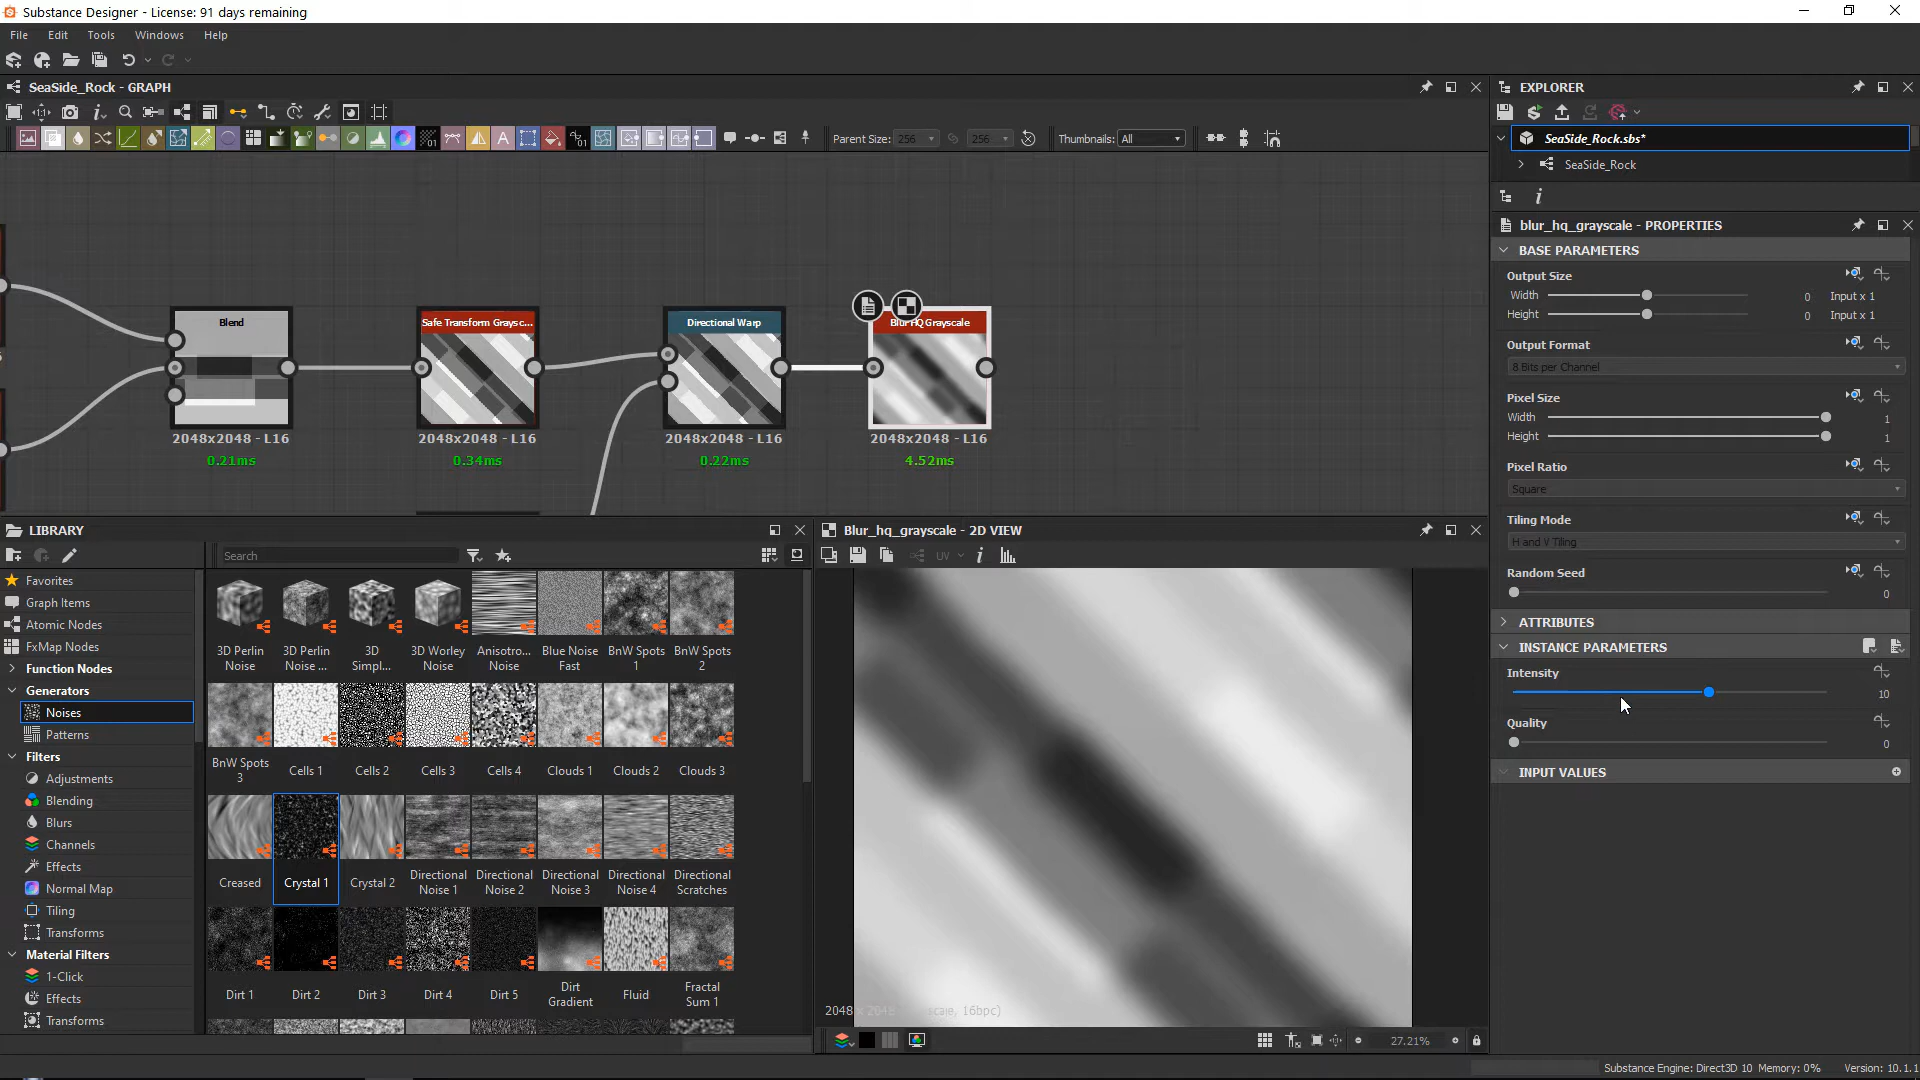 Substance Designer - License: 91 days remaining
File Edit Tools Windows Help
SeaSide_Rock - GRAPH
Parent Size: 256 256 Thumbnails: All
Blend
2048x2048 - L16
0.21ms
Safe Transform Graysc...
2048x2048 - L16
0.34ms
Directional Warp
2048x2048 - L16
0.22ms
Blur HQ Grayscale
2048x2048 - L16
4.52ms
LIBRARY
Search
Favorites
Graph Items
Atomic Nodes
FxMap Nodes
Function Nodes
Generators
Noises
Patterns
Filters
Adjustments
Blending
Blurs
Channels
Effects
Normal Map
Tiling
Transforms
Material Filters
1-Click
Effects
Transforms
3D Perlin Noise
3D Perlin Noise ...
3D Simpl...
3D Worley Noise
Anisotro... Noise
Blue Noise Fast
BnW Spots 1
BnW Spots 2
BnW Spots 3
Cells 1
Cells 2
Cells 3
Cells 4
Clouds 1
Clouds 2
Clouds 3
Creased
Crystal 1
Crystal 2
Directional Noise 1
Directional Noise 2
Directional Noise 3
Directional Noise 4
Directional Scratches
Dirt 1
Dirt 2
Dirt 3
Dirt 4
Dirt 5
Dirt Gradient
Fluid
Fractal Sum 1
Blur_hq_grayscale - 2D VIEW
UV
2048 x 2048 scale, 16bpc)
27.21%
EXPLORER
SeaSide_Rock.sbs*
SeaSide_Rock
blur_hq_grayscale - PROPERTIES
BASE PARAMETERS
Output Size
Width 0 Input x 1
Height 0 Input x 1
Output Format
8 Bits per Channel
Pixel Size
Width 1
Height 1
Pixel Ratio
Square
Tiling Mode
H and V Tiling
Random Seed
0
ATTRIBUTES
INSTANCE PARAMETERS
Intensity
10
Quality
0
INPUT VALUES
Substance Engine: Direct3D 10 Memory: 0% Version: 10.1.1